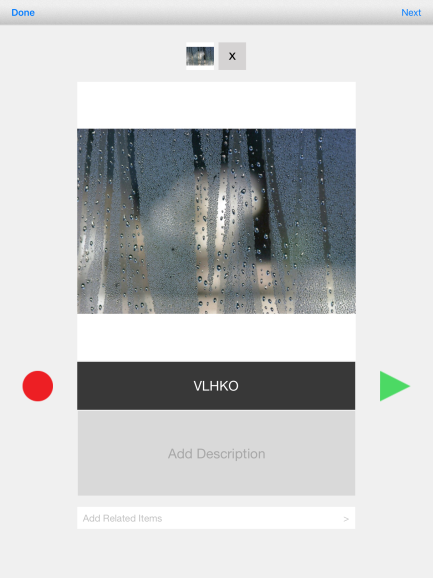 Done
Next
X
VLHKO
Add Description
Add Related Items >